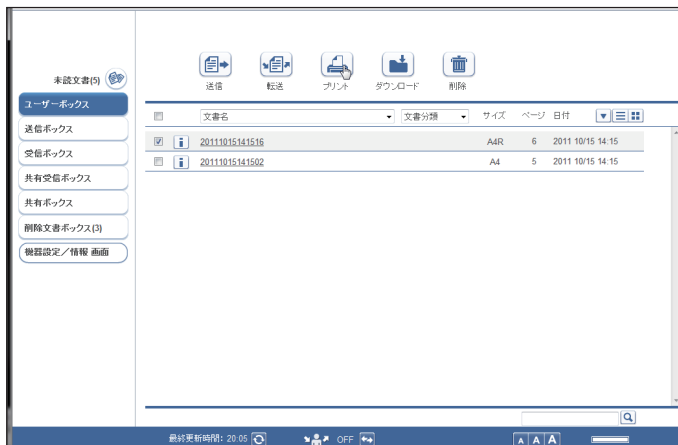 未読文書(5)
送信 転送 プリント ダウンロード 削除
ユーザーボックス
送信ボックス
受信ボックス
共有受信ボックス
共有ボックス
削除文書ボックス(3)
機器設定/情報 画面
文書名 文書分類 サイズ ページ 日付
20111015141516 A4R 6 2011 10/15 14:15
20111015141502 A4 5 2011 10/15 14:15
最終更新時間: 20:05 OFF A A A